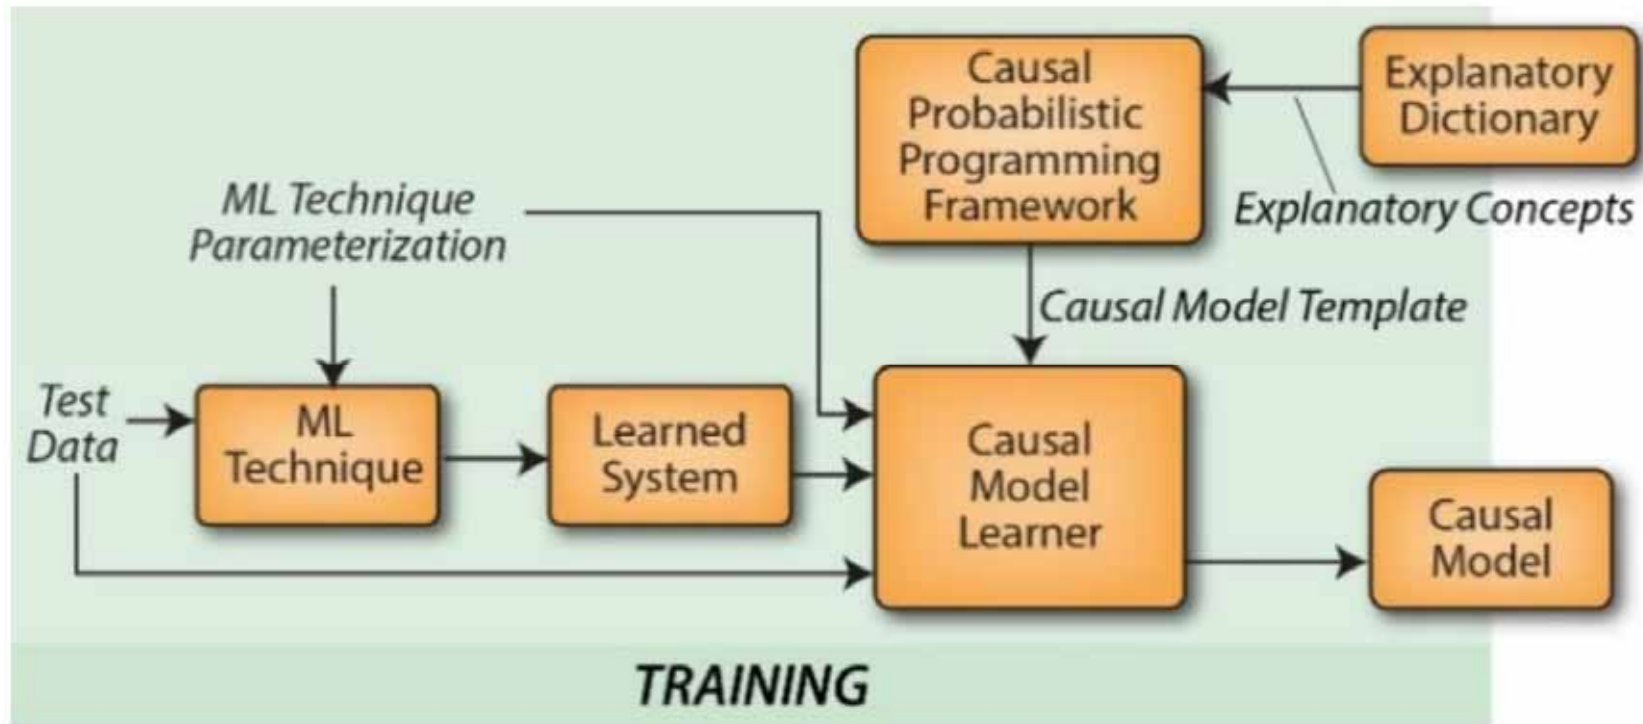 Causal
Probabilistic
Programming
Framework
Explanatory
Dictionary
Explanatory Concepts
ML Technique
Parameterization
Causal Model Template
Test
Data
ML
Technique
Learned
System
Causal
Model
Learner
Causal
Model
TRAINING